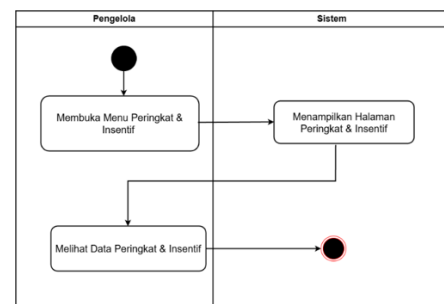 Pengelola
Sistem
Membuka Menu Peringkat &
Insentif
Menampilkan Halaman
Peringkat & Insentif
Melihat Data Peringkat & Insentif